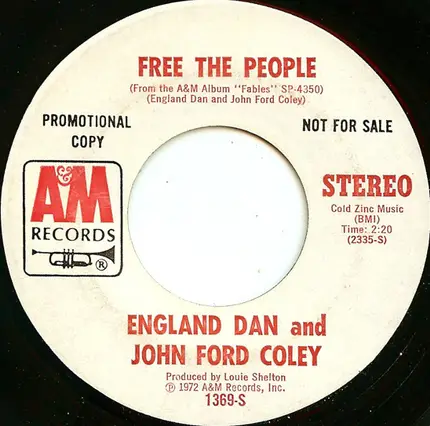 FREE THE PEOPLE
(From the A&M Album "Fables" SP-4350)
(England Dan and John Ford Coley)
PROMOTIONAL
COPY
NOT FOR SALE
A&M
RECORDS
®
STEREO
Cold Zinc Music
(BMI)
Time: 2:20
(2335-S)
ENGLAND DAN and
JOHN FORD COLEY
Produced by Louie Shelton
℗ 1972 A&M Records, Inc.
1369-S